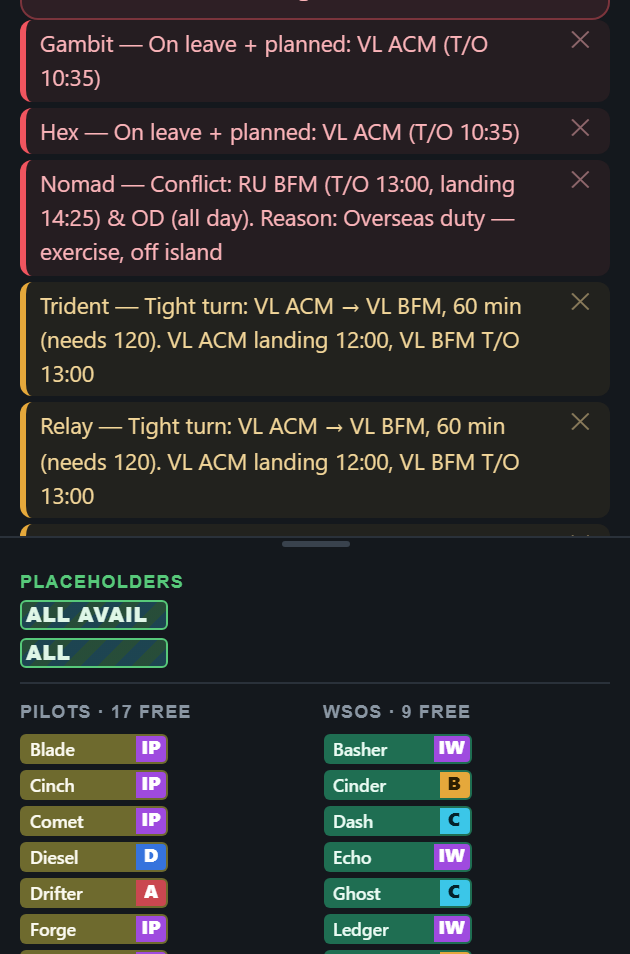 Gambit — On leave + planned: VL ACM (T/O
10:35)
Hex — On leave + planned: VL ACM (T/O 10:35)
Nomad — Conflict: RU BFM (T/O 13:00, landing
14:25) & OD (all day). Reason: Overseas duty —
exercise, off island
Trident — Tight turn: VL ACM → VL BFM, 60 min
(needs 120). VL ACM landing 12:00, VL BFM T/O
13:00
Relay — Tight turn: VL ACM → VL BFM, 60 min
(needs 120). VL ACM landing 12:00, VL BFM T/O
13:00
PLACEHOLDERS
ALL AVAIL
ALL
PILOTS · 17 FREE
Blade IP
Cinch IP
Comet IP
Diesel D
Drifter A
Forge IP
WSOS · 9 FREE
Basher IW
Cinder B
Dash C
Echo IW
Ghost C
Ledger IW